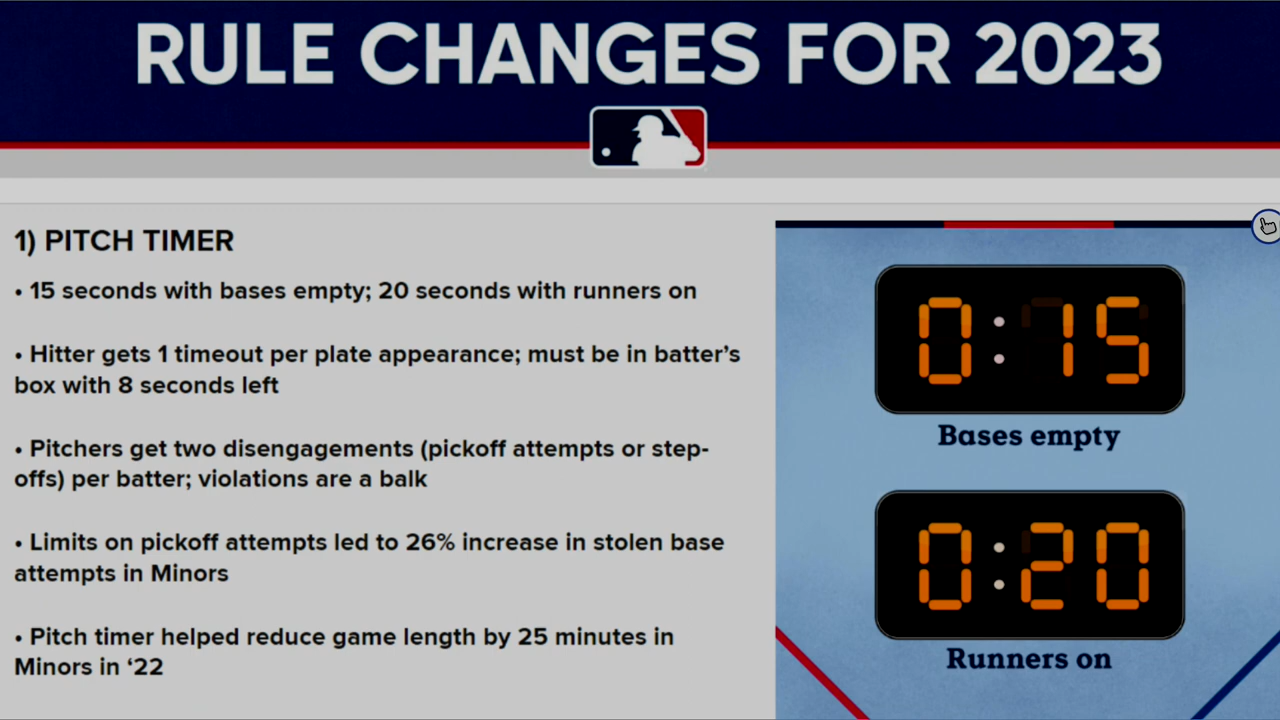 RULE CHANGES FOR 2023
1) PITCH TIMER
• 15 seconds with bases empty; 20 seconds with runners on
• Hitter gets 1 timeout per plate appearance; must be in batter's
box with 8 seconds left
• Pitchers get two disengagements (pickoff attempts or step-
offs) per batter; violations are a balk
• Limits on pickoff attempts led to 26% increase in stolen base
attempts in Minors
• Pitch timer helped reduce game length by 25 minutes in
Minors in ‘22
0:15
Bases empty
0:20
Runners on